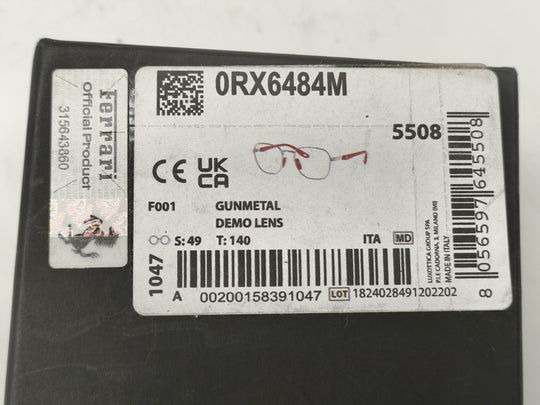 Ferrari
Official Product
315643860
0RX6484M
5508
CE UK
CA
F001 GUNMETAL
DEMO LENS
S: 49 T: 140 ITA MD
1047
A 00200158391047 LOT 1824028491202202
LUXOTTICA GROUP SPA
P.LE CADORNA, 3, MILANO (MI)
MADE IN ITALY
8 056597 645508